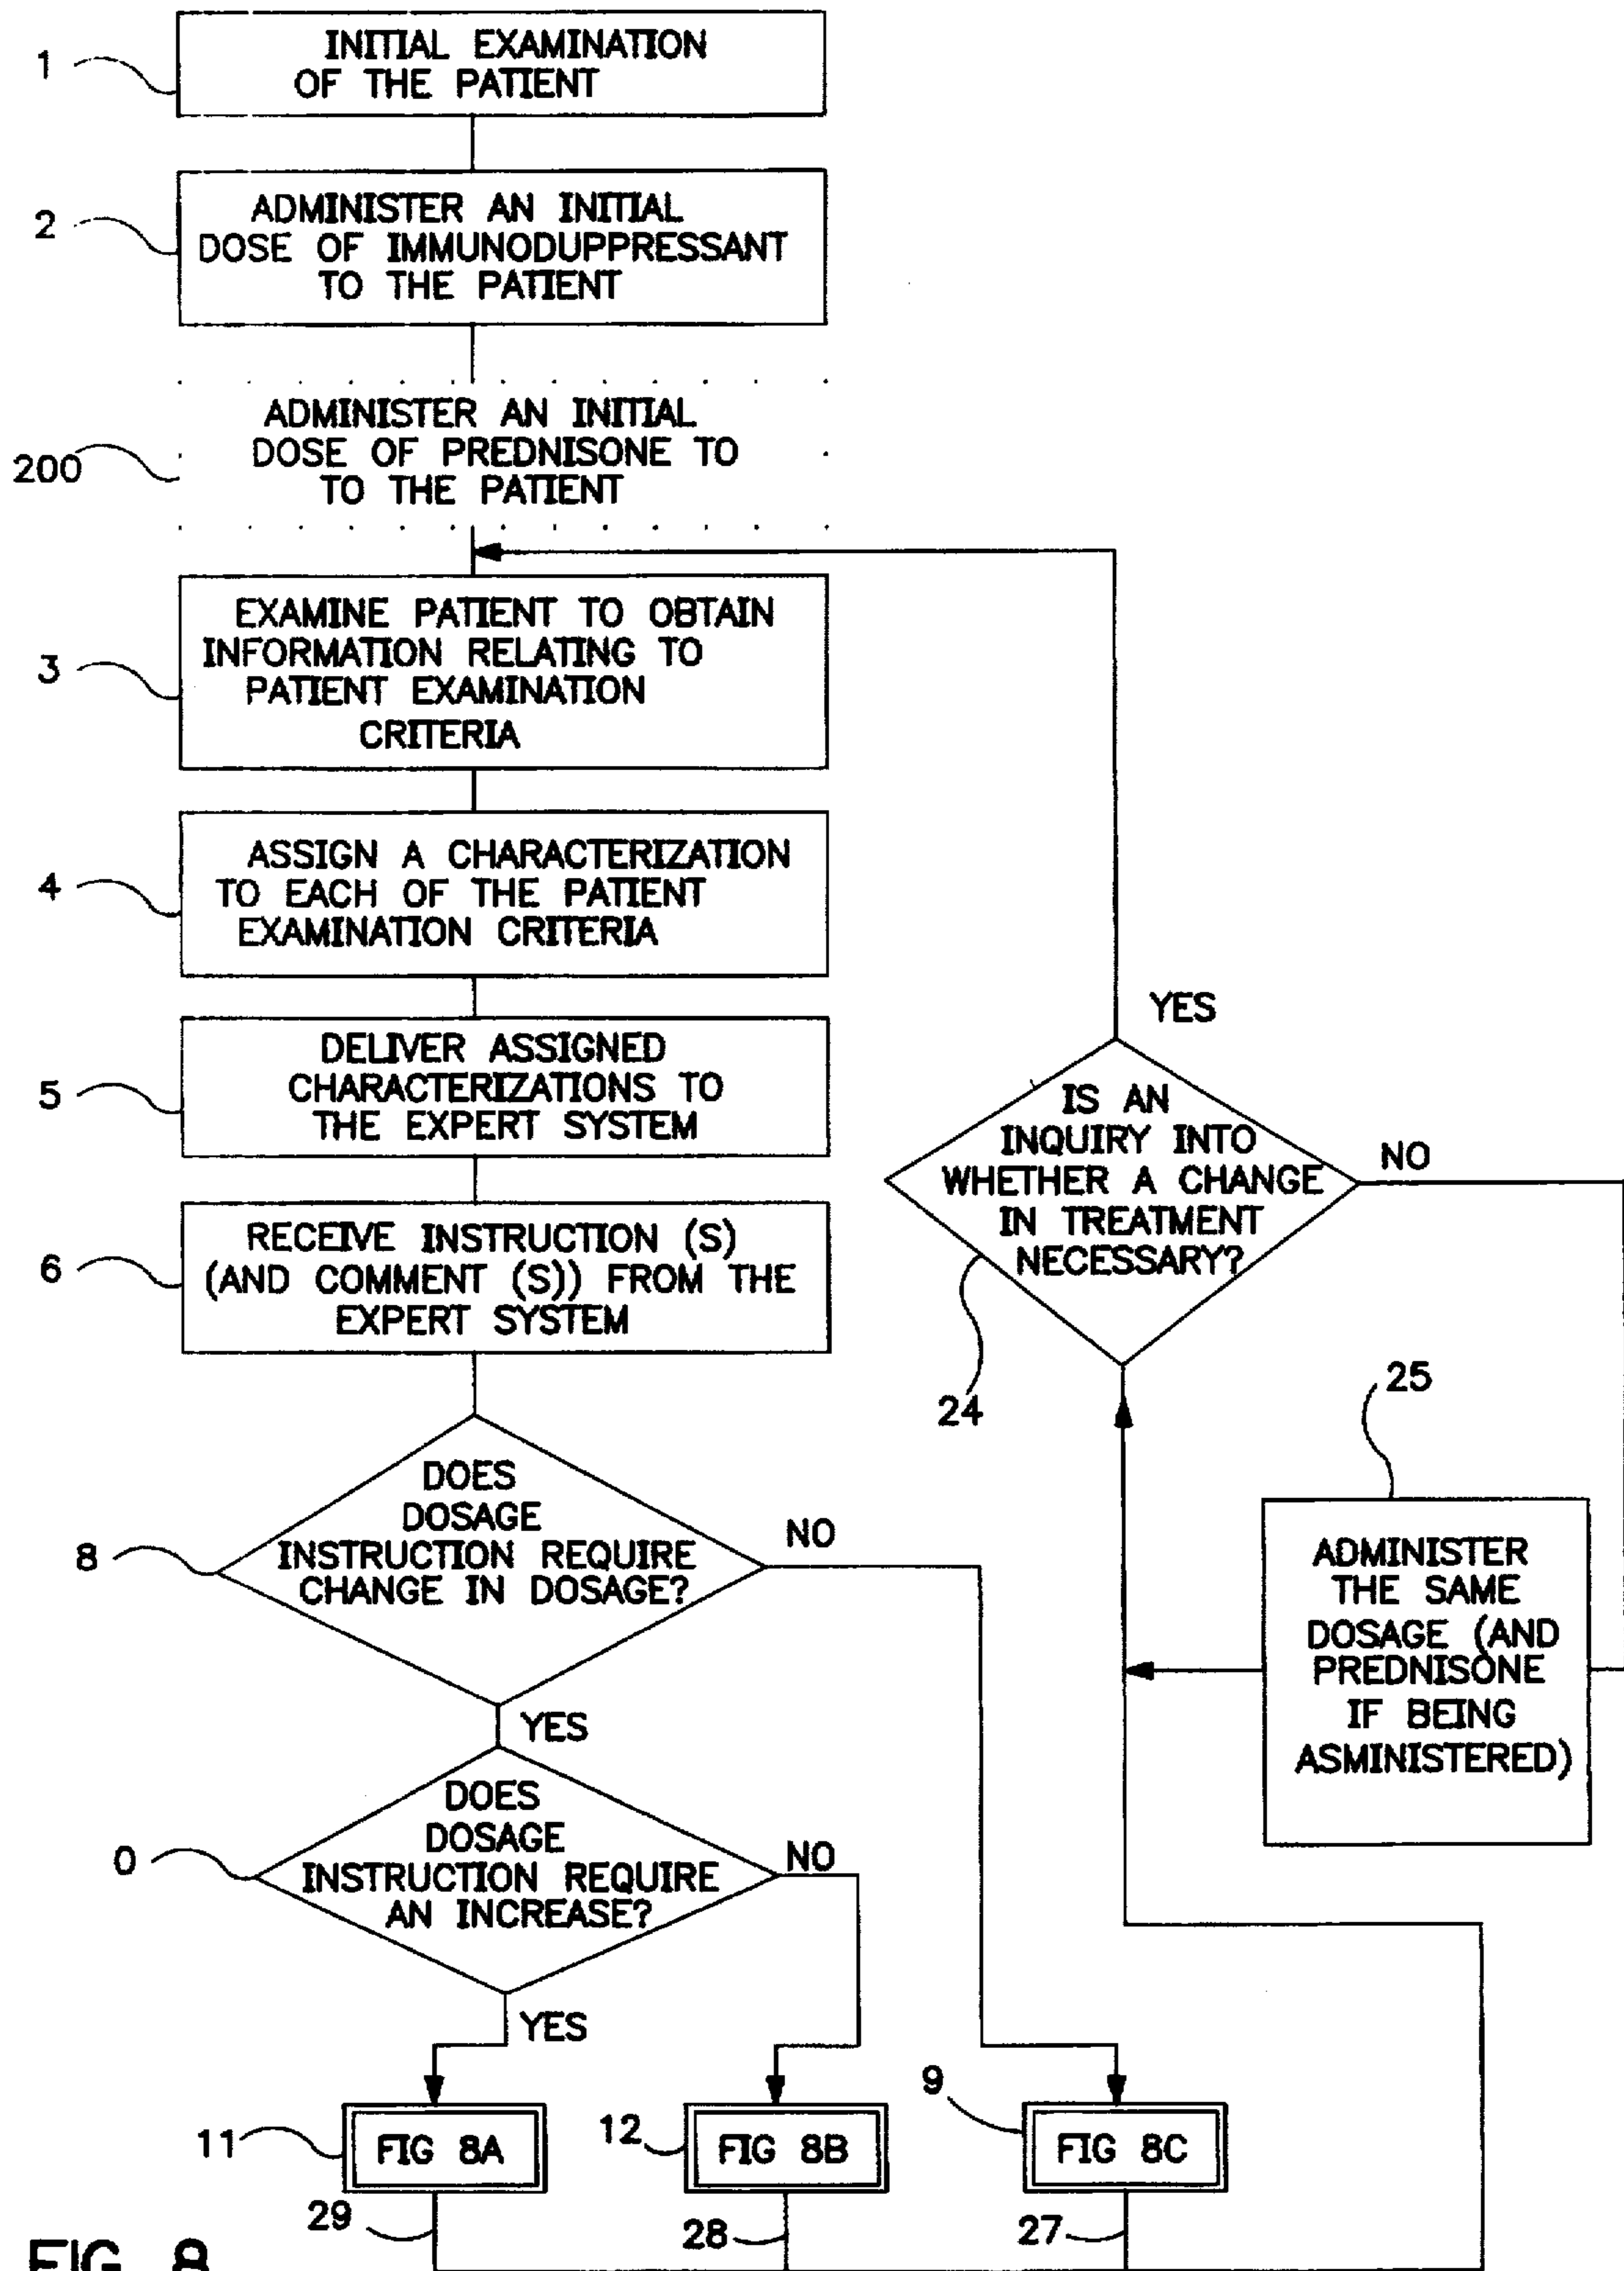 1
INITIAL EXAMINATION
OF THE PATIENT
2
ADMINISTER AN INITIAL
DOSE OF IMMUNODUPPRESSANT
TO THE PATIENT
200
ADMINISTER AN INITIAL
DOSE OF PREDNISONE TO
TO THE PATIENT
3
EXAMINE PATIENT TO OBTAIN
INFORMATION RELATING TO
PATIENT EXAMINATION
CRITERIA
4
ASSIGN A CHARACTERIZATION
TO EACH OF THE PATIENT
EXAMINATION CRITERIA
5
DELIVER ASSIGNED
CHARACTERIZATIONS TO
THE EXPERT SYSTEM
6
RECEIVE INSTRUCTION (S)
(AND COMMENT (S)) FROM THE
EXPERT SYSTEM
8
DOES
DOSAGE
INSTRUCTION REQUIRE
CHANGE IN DOSAGE?
NO
YES
0
DOES
DOSAGE
INSTRUCTION REQUIRE
AN INCREASE?
NO
YES
YES
IS AN
INQUIRY INTO
WHETHER A CHANGE
IN TREATMENT
NECESSARY?
NO
24
25
ADMINISTER
THE SAME
DOSAGE (AND
PREDNISONE
IF BEING
ASMINISTERED)
11
FIG 8A
12
FIG 8B
9
FIG 8C
29
28
27
FIG. 8